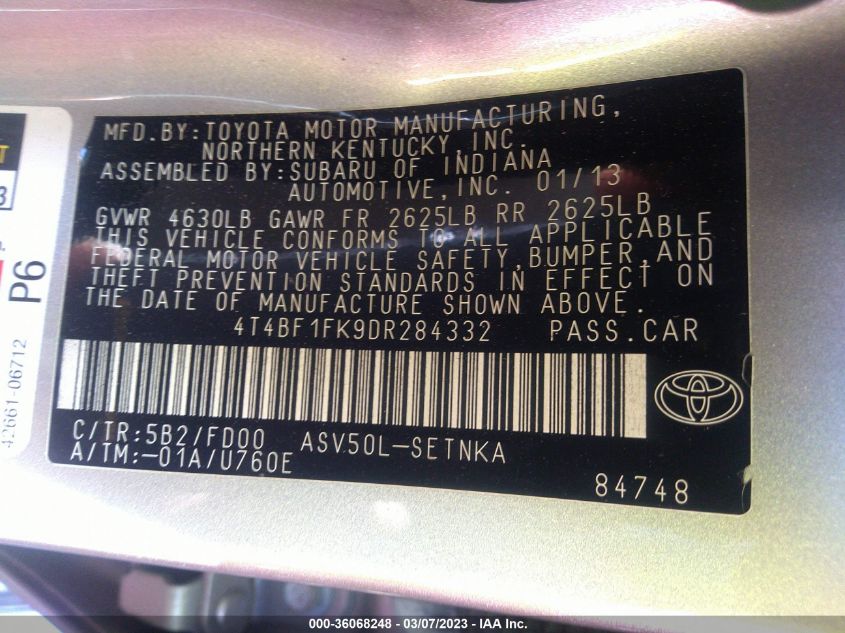 MFD.BY:TOYOTA MOTOR MANUFACTURING,
NORTHERN KENTUCKY,INC.
ASSEMBLED BY:SUBARU OF INDIANA
AUTOMOTIVE,INC. 01/13
GVWR 4630LB GAWR FR 2625LB RR 2625LB
THIS VEHICLE CONFORMS TO ALL APPLICABLE
FEDERAL MOTOR VEHICLE SAFETY,BUMPER,AND
THEFT PREVENTION STANDARDS IN EFFECT ON
THE DATE OF MANUFACTURE SHOWN ABOVE.
4T4BF1FK9DR284332 PASS.CAR
C/TR:5B2/FD00 ASV50L-SETNKA
A/TM:-01A/U760E
84748
P6
42661-06712
000-36068248 - 03/07/2023 - IAA Inc.